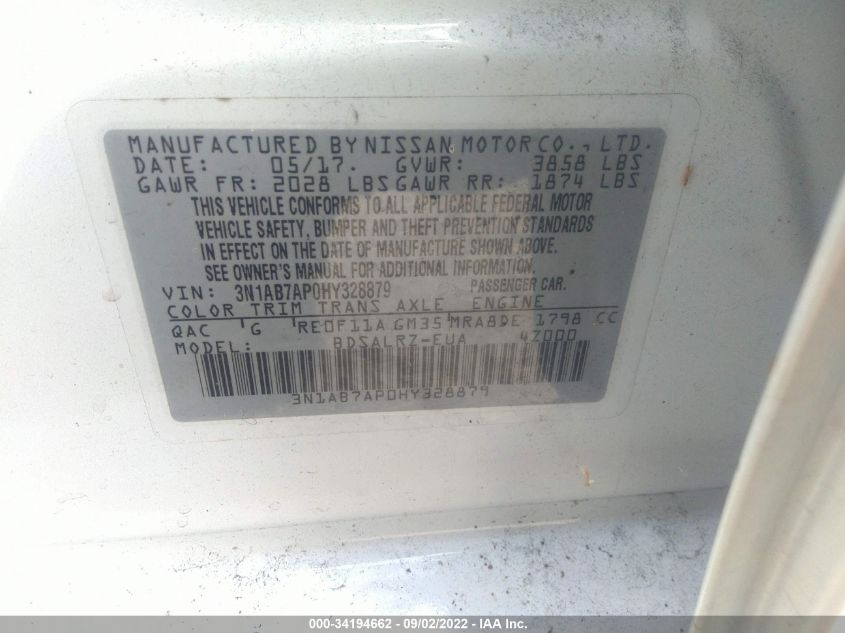 MANUFACTURED BY NISSAN MOTOR CO., LTD.
DATE: 05/17. GVWR: 3858 LBS
GAWR FR: 2028 LBS GAWR RR: 1874 LBS
THIS VEHICLE CONFORMS TO ALL APPLICABLE FEDERAL MOTOR
VEHICLE SAFETY, BUMPER AND THEFT PREVENTION STANDARDS
IN EFFECT ON THE DATE OF MANUFACTURE SHOWN ABOVE.
SEE OWNER'S MANUAL FOR ADDITIONAL INFORMATION.
VIN: 3N1AB7AP0HY328879 PASSENGER CAR.
COLOR TRIM TRANS AXLE ENGINE
QAC 'G 'RE0F11A GM35 MRA8DE 1798 CC
MODEL: BDSALRZ-EUA 4Z000
3N1AB7AP0HY328879
000-34194662 - 09/02/2022 - IAA Inc.